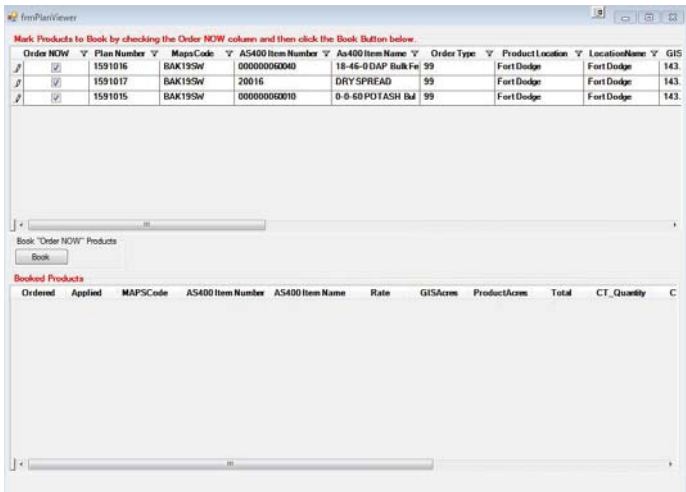 frmPlanViewer
Mark Products to Book by checking the Order NOW column and then click the Book Button below.
Order NOW Plan Number MapsCode AS400 Item Number As400 Item Name Order Type Product Location LocationName GIS
1591016 BAK19SW 000000060040 18-46-0 DAP Bulk Fe 99 Fort Dodge Fort Dodge 143.
1591017 BAK19SW 20016 DRY SPREAD 99 Fort Dodge Fort Dodge 143.
1591015 BAK19SW 000000060010 0-0-60 POTASH Bul 99 Fort Dodge Fort Dodge 143.
Book "Order NOW" Products
Book
Booked Products
Ordered Applied MAPSCode AS400 Item Number AS400 Item Name Rate GISAcres ProductAcres Total CT_Quantity C